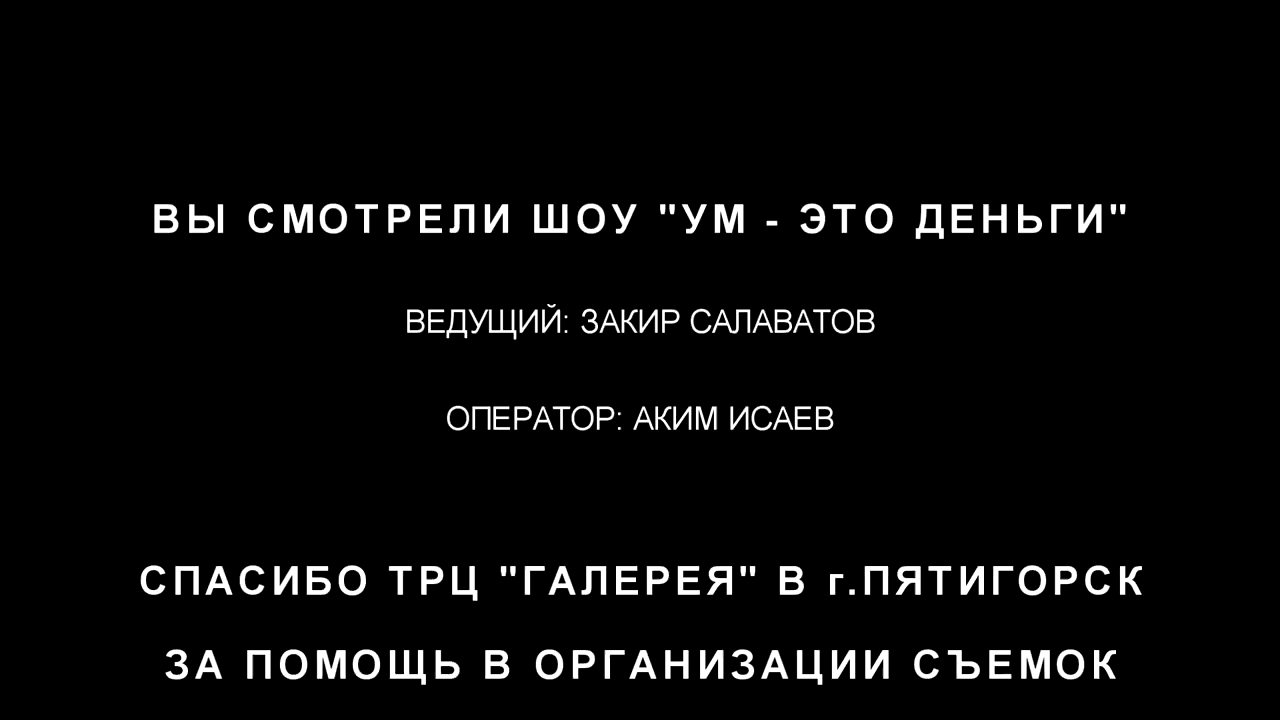 ВЫ СМОТРЕЛИ ШОУ "УМ - ЭТО ДЕНЬГИ"
ВЕДУЩИЙ: ЗАКИР САЛАВАТОВ
ОПЕРАТОР: АКИМ ИСАЕВ
СПАСИБО ТРЦ "ГАЛЕРЕЯ" В г.ПЯТИГОРСК
ЗА ПОМОЩЬ В ОРГАНИЗАЦИИ СЪЕМОК